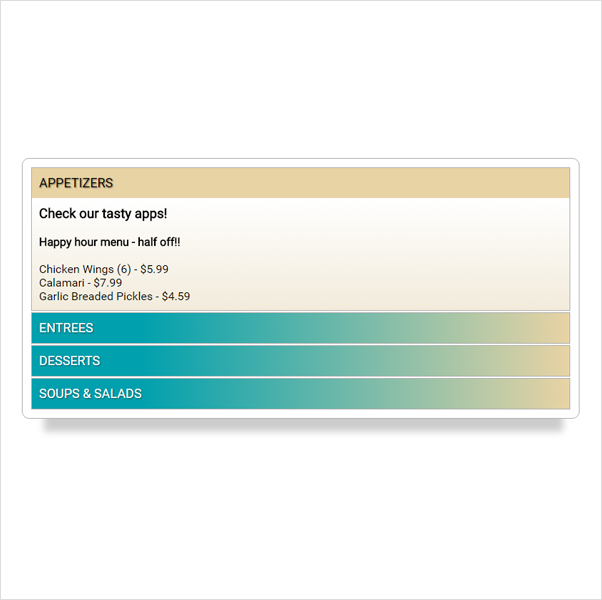 APPETIZERS
Check our tasty apps!
Happy hour menu - half off!!
Chicken Wings (6) - $5.99
Calamari - $7.99
Garlic Breaded Pickles - $4.59
ENTREES
DESSERTS
SOUPS & SALADS